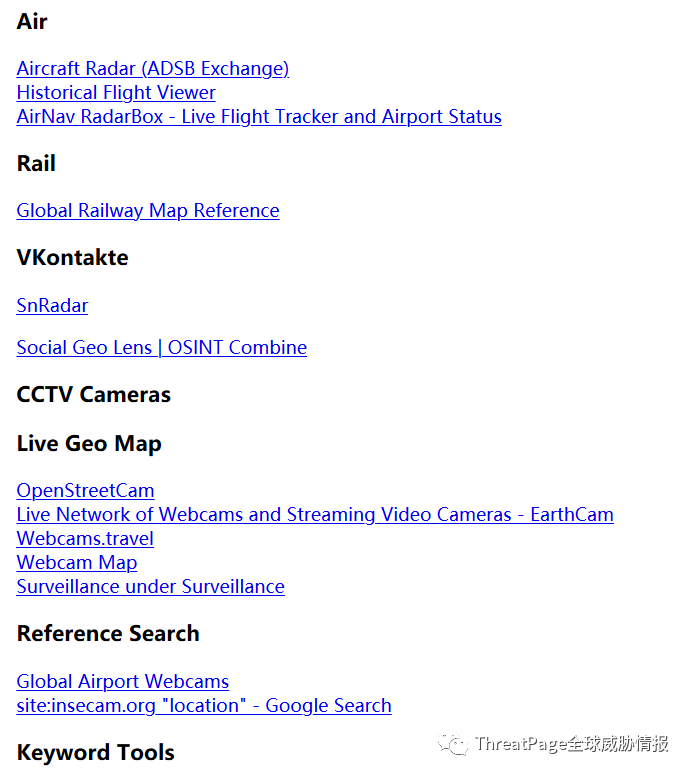 Air
Aircraft Radar (ADSB Exchange)
Historical Flight Viewer
AirNav RadarBox - Live Flight Tracker and Airport Status
Rail
Global Railway Map Reference
VKontakte
SnRadar
Social Geo Lens | OSINT Combine
CCTV Cameras
Live Geo Map
OpenStreetCam
Live Network of Webcams and Streaming Video Cameras - EarthCam
Webcams.travel
Webcam Map
Surveillance under Surveillance
Reference Search
Global Airport Webcams
site:insecam.org "location" - Google Search
Keyword Tools
ThreatPage全球威胁情报